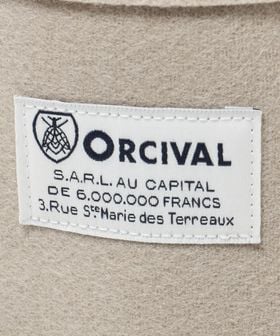 ORCIVAL
S.A.R.L. AU CAPITAL
DE 6.000.000 FRANCS
3.Rue Ste Marie des Terreaux